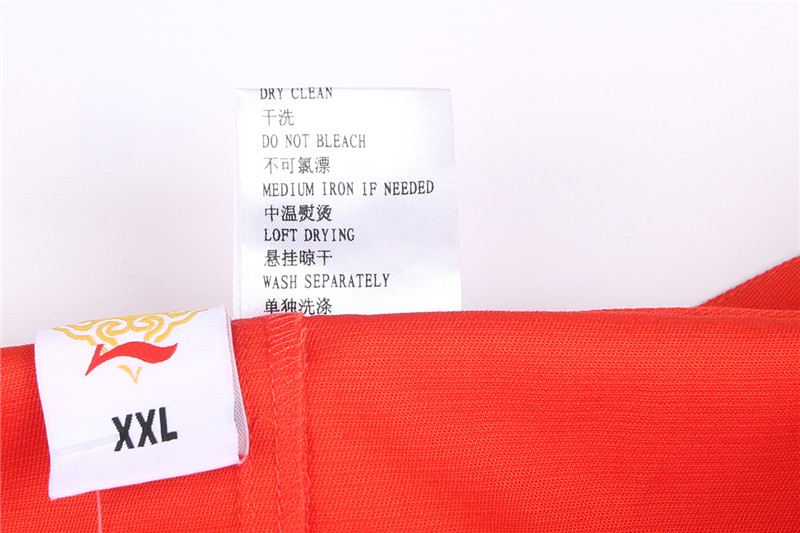 DRY CLEAN
干洗
DO NOT BLEACH
不可氯漂
MEDIUM IRON IF NEEDED
中温熨烫
LOFT DRYING
悬挂晾干
WASH SEPARATELY
单独洗涤
XXL